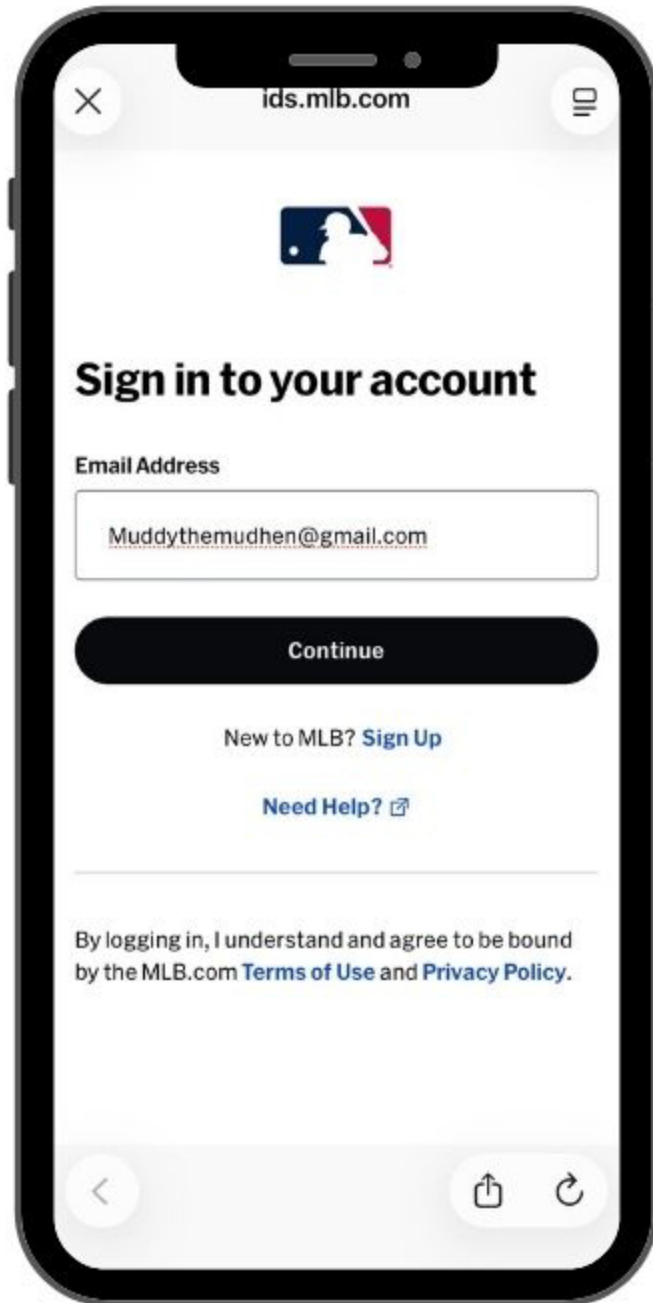 ids.mlb.com
Sign in to your account
Email Address
Muddythemudhen@gmail.com
Continue
New to MLB? Sign Up
Need Help?
By logging in, I understand and agree to be bound
by the MLB.com Terms of Use and Privacy Policy.